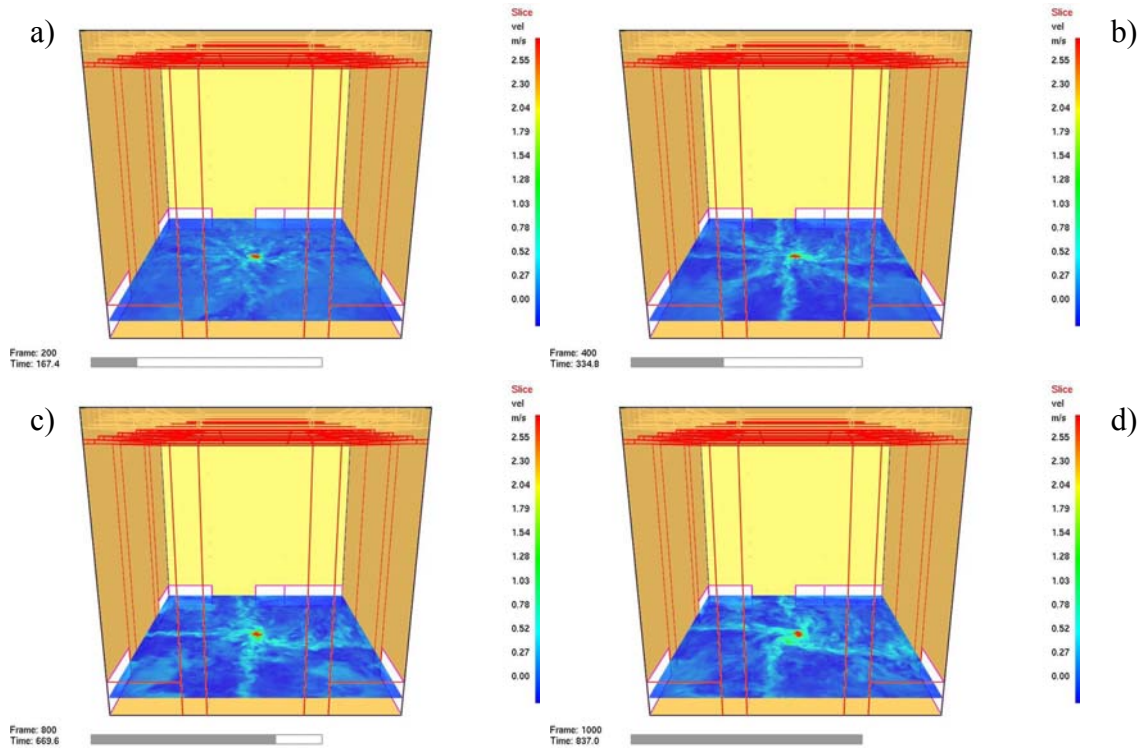 a)
Slice
vel
m/s
2.55
2.30
2.04
1.79
1.54
1.28
1.03
0.78
0.52
0.27
0.00
Frame: 200
Time: 167.4
b)
Slice
vel
m/s
2.55
2.30
2.04
1.79
1.54
1.28
1.03
0.78
0.52
0.27
0.00
Frame: 400
Time: 334.8
c)
Slice
vel
m/s
2.55
2.30
2.04
1.79
1.54
1.28
1.03
0.78
0.52
0.27
0.00
Frame: 800
Time: 669.6
d)
Slice
vel
m/s
2.55
2.30
2.04
1.79
1.54
1.28
1.03
0.78
0.52
0.27
0.00
Frame: 1000
Time: 837.0